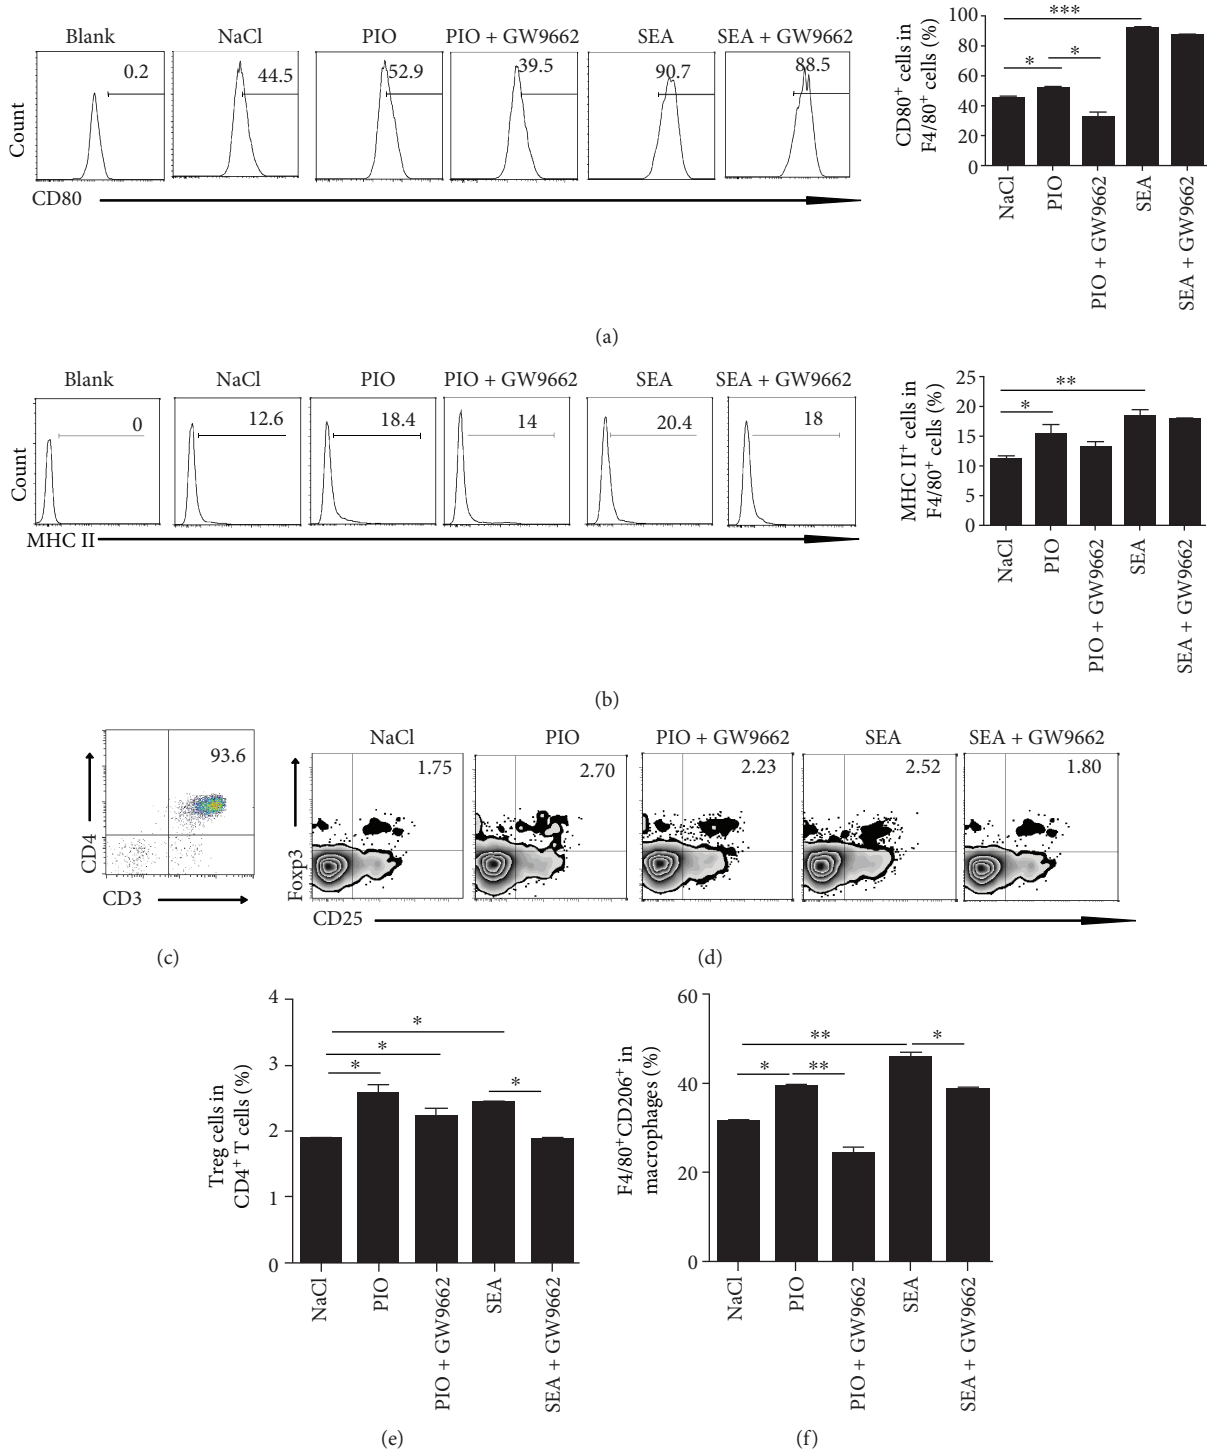 Blank NaCl PIO PIO + GW9662 SEA SEA + GW9662
0.2 44.5 52.9 39.5 90.7 88.5
Count
CD80
CD80⁺ cells in
F4/80⁺ cells (%)
100
80
60
40
20
0
***
* *
NaCl PIO PIO + GW9662 SEA SEA + GW9662
(a)
Blank NaCl PIO PIO + GW9662 SEA SEA + GW9662
0 12.6 18.4 14 20.4 18
Count
MHC II
MHC II⁺ cells in
F4/80⁺ cells (%)
25
20
15
10
5
0
**
*
NaCl PIO PIO + GW9662 SEA SEA + GW9662
(b)
93.6
CD4
CD3
(c)
NaCl PIO PIO + GW9662 SEA SEA + GW9662
1.75 2.70 2.23 2.52 1.80
Foxp3
CD25
(d)
Treg cells in
CD4⁺ T cells (%)
4
3
2
1
0
*
*
* *
NaCl PIO PIO + GW9662 SEA SEA + GW9662
(e)
F4/80⁺CD206⁺ in
macrophages (%)
60
40
20
0
** *
* **
NaCl PIO PIO + GW9662 SEA SEA + GW9662
(f)